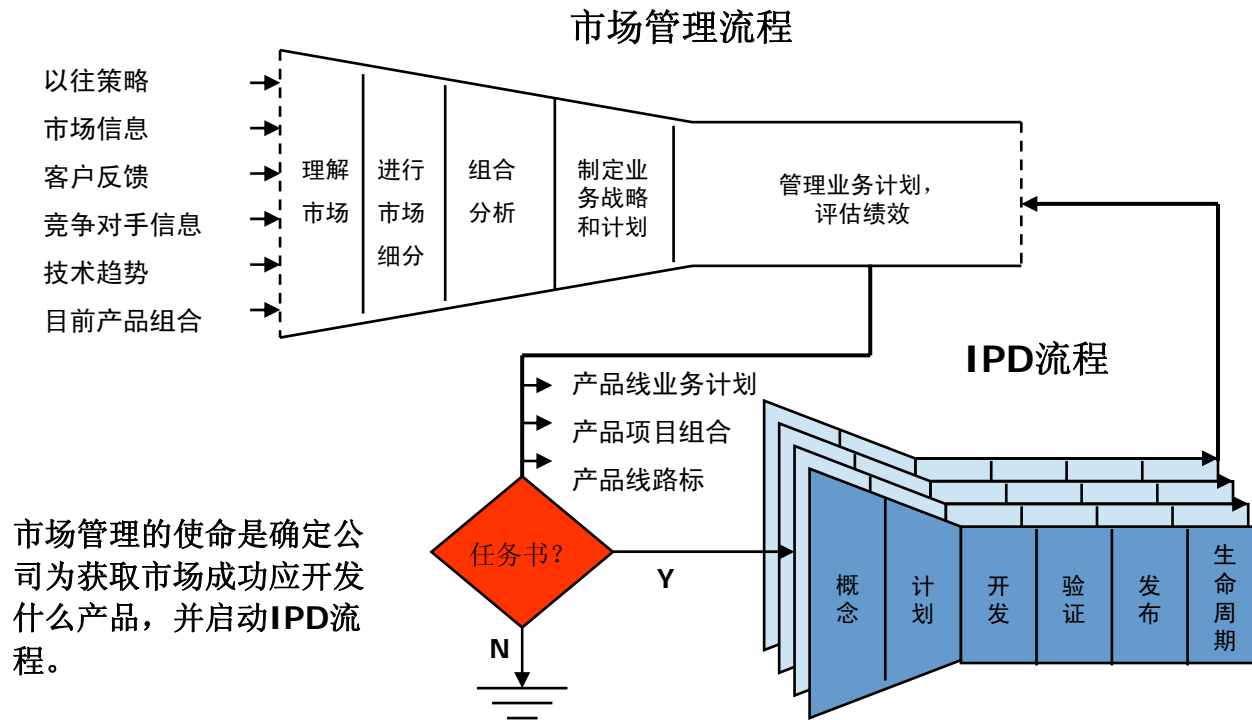 市场管理流程
以往策略
市场信息
客户反馈
竞争对手信息
技术趋势
目前产品组合
理解
市场
进行
市场
细分
组合
分析
制定业
务战略
和计划
管理业务计划，
评估绩效
IPD流程
产品线业务计划
产品项目组合
产品线路标
任务书？
Y
N
市场管理的使命是确定公
司为获取市场成功应开发
什么产品，并启动IPD流
程。
概念
计划
开发
验证
发布
生命周期